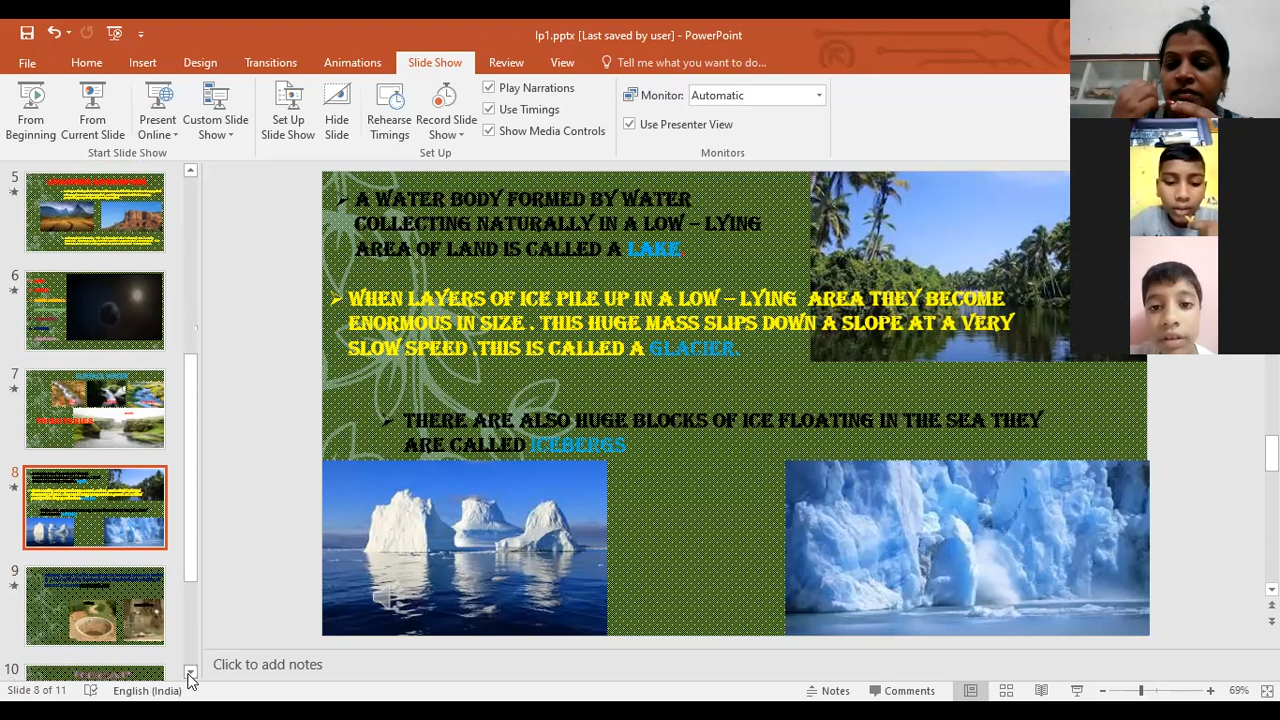 lp1.pptx [Last saved by user] - PowerPoint
File Home Insert Design Transitions Animations Slide Show Review View Tell me what you want to do...
From Beginning
From Current Slide
Present Online
Custom Slide Show
Start Slide Show
Set Up Slide Show
Hide Slide
Rehearse Timings
Record Slide Show
Play Narrations
Use Timings
Show Media Controls
Set Up
Monitor: Automatic
Use Presenter View
Monitors
5
6
7
8
9
10
A WATER BODY FORMED BY WATER
COLLECTING NATURALLY IN A LOW – LYING
AREA OF LAND IS CALLED A LAKE
WHEN LAYERS OF ICE PILE UP IN A LOW – LYING AREA THEY BECOME
ENORMOUS IN SIZE . THIS HUGE MASS SLIPS DOWN A SLOPE AT A VERY
SLOW SPEED. THIS IS CALLED A GLACIER.
THERE ARE ALSO HUGE BLOCKS OF ICE FLOATING IN THE SEA THEY
ARE CALLED ICEBERGS
Click to add notes
Slide 8 of 11 English (India) Notes Comments 69%